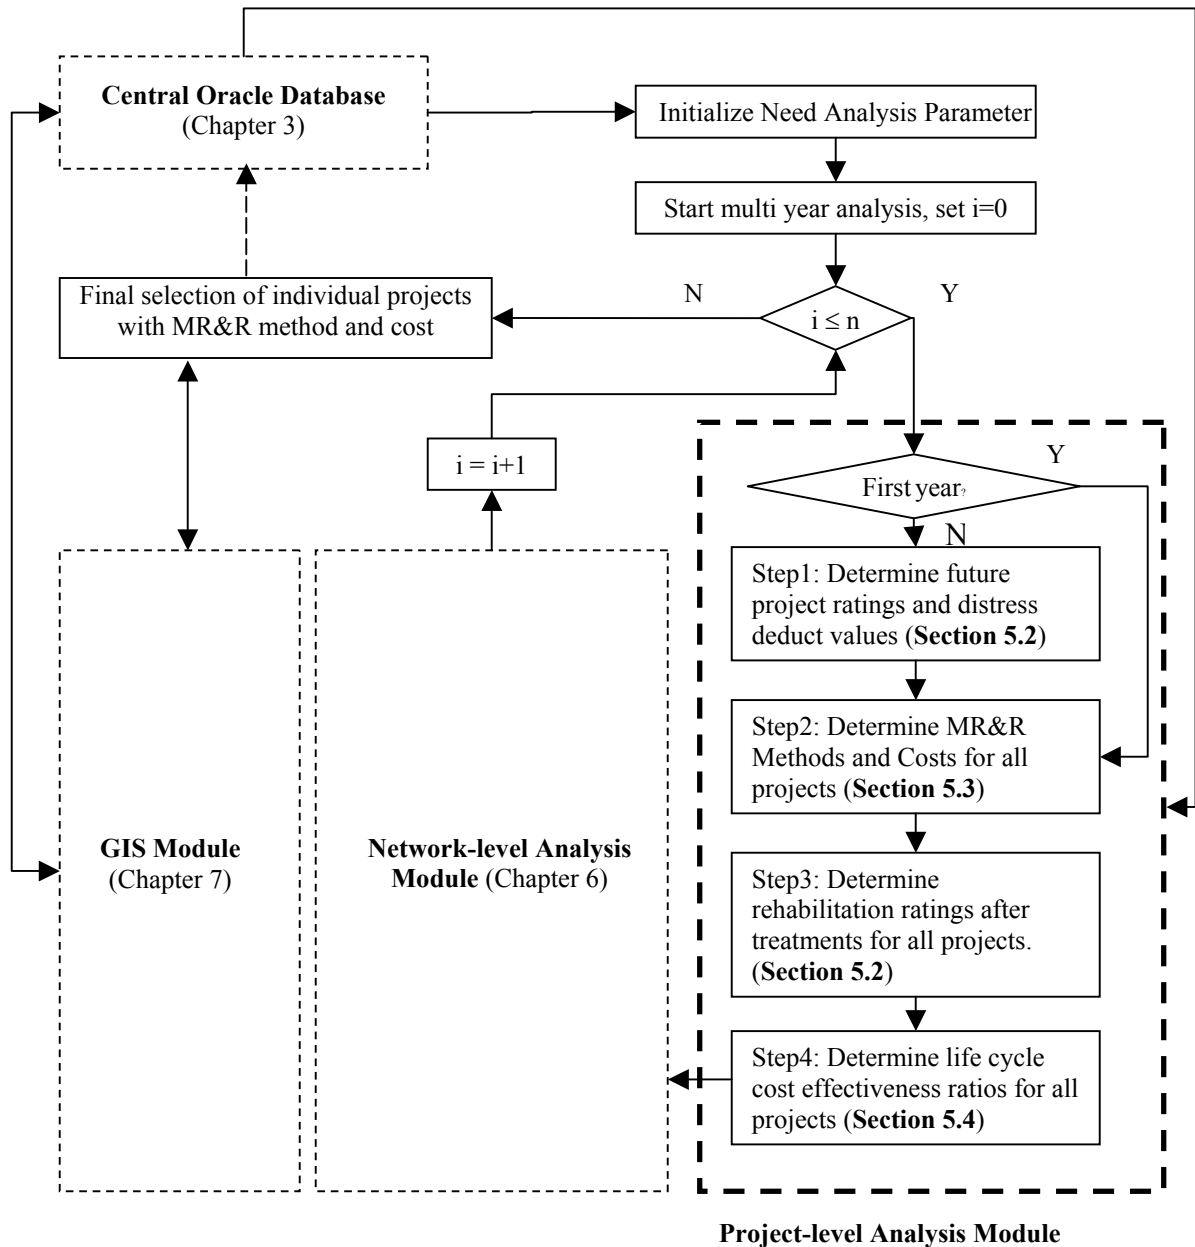 Central Oracle Database
(Chapter 3)
Initialize Need Analysis Parameter
Start multi year analysis, set i=0
Final selection of individual projects
with MR&R method and cost
N
Y
i ≤ n
i = i+1
Y
First year?
N
Step1: Determine future
project ratings and distress
deduct values (Section 5.2)
Step2: Determine MR&R
Methods and Costs for all
projects (Section 5.3)
GIS Module
(Chapter 7)
Network-level Analysis
Module (Chapter 6)
Step3: Determine
rehabilitation ratings after
treatments for all projects.
(Section 5.2)
Step4: Determine life cycle
cost effectiveness ratios for all
projects (Section 5.4)
Project-level Analysis Module